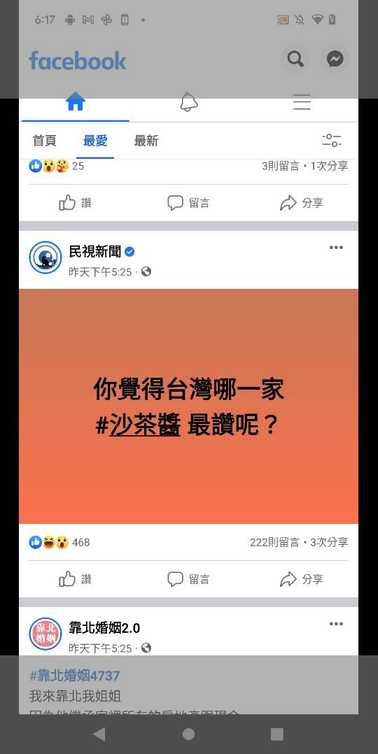 6:17
facebook
首頁 最愛 最新
25 3則留言・1次分享
讚 留言 分享
民視新聞
昨天下午5:25 ·
你覺得台灣哪一家
#沙茶醬 最讚呢？
468 222則留言・3次分享
讚 留言 分享
靠北婚姻
靠北婚姻2.0
昨天下午5:25 ·
#靠北婚姻4737
我來靠北我姐姐